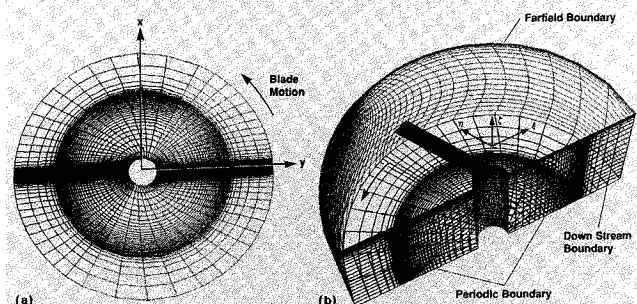 x
Blade
Motion
y
(a)
Farfield Boundary
η
ζ
ξ
Down Stream
Boundary
Periodic Boundary
(b)